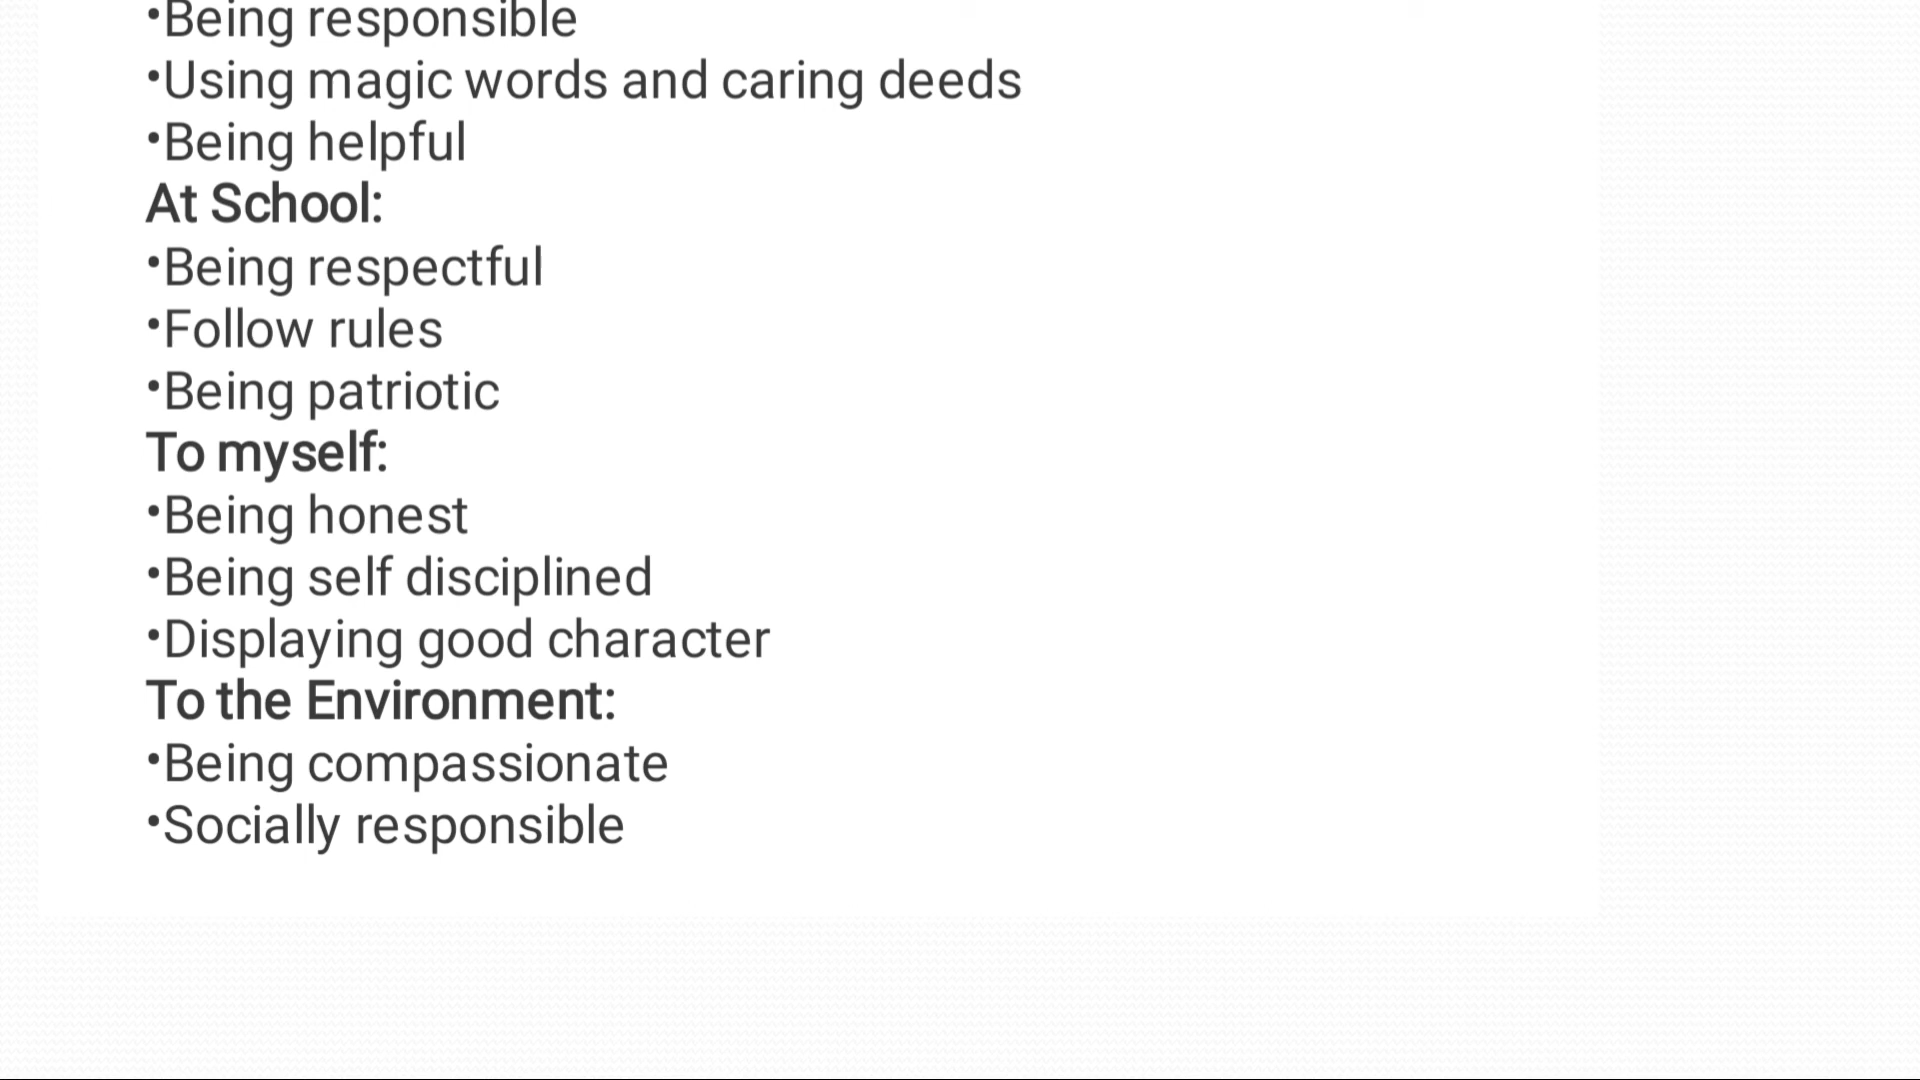 •Being responsible
•Using magic words and caring deeds
•Being helpful
At School:
•Being respectful
•Follow rules
•Being patriotic
To myself:
•Being honest
•Being self disciplined
•Displaying good character
To the Environment:
•Being compassionate
•Socially responsible